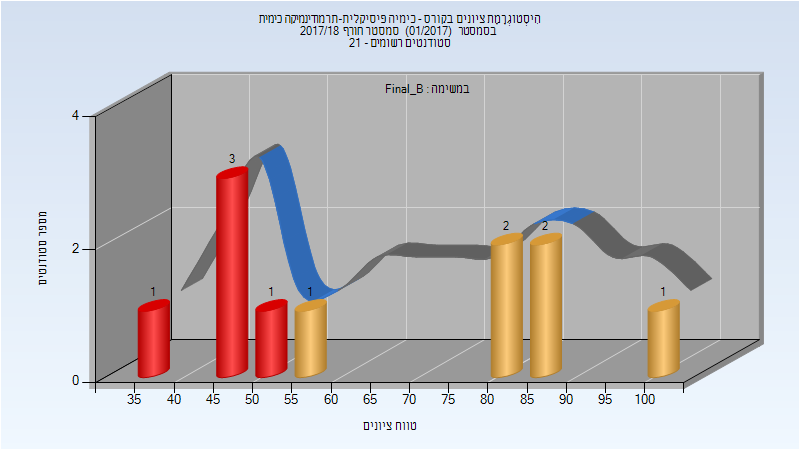 היסטוגרמת ציונים בקורס - כימיה פיסיקלית-תרמודינמיקה כימית
בסמסטר (01/2017) סמסטר חורף 2017/18
סטודנטים רשומים - 21
במשימה : Final_B
מספר סטודנטים
4
2
0
1
3
1
1
2
2
1
35 40 45 50 55 60 65 70 75 80 85 90 95 100
טווח ציונים